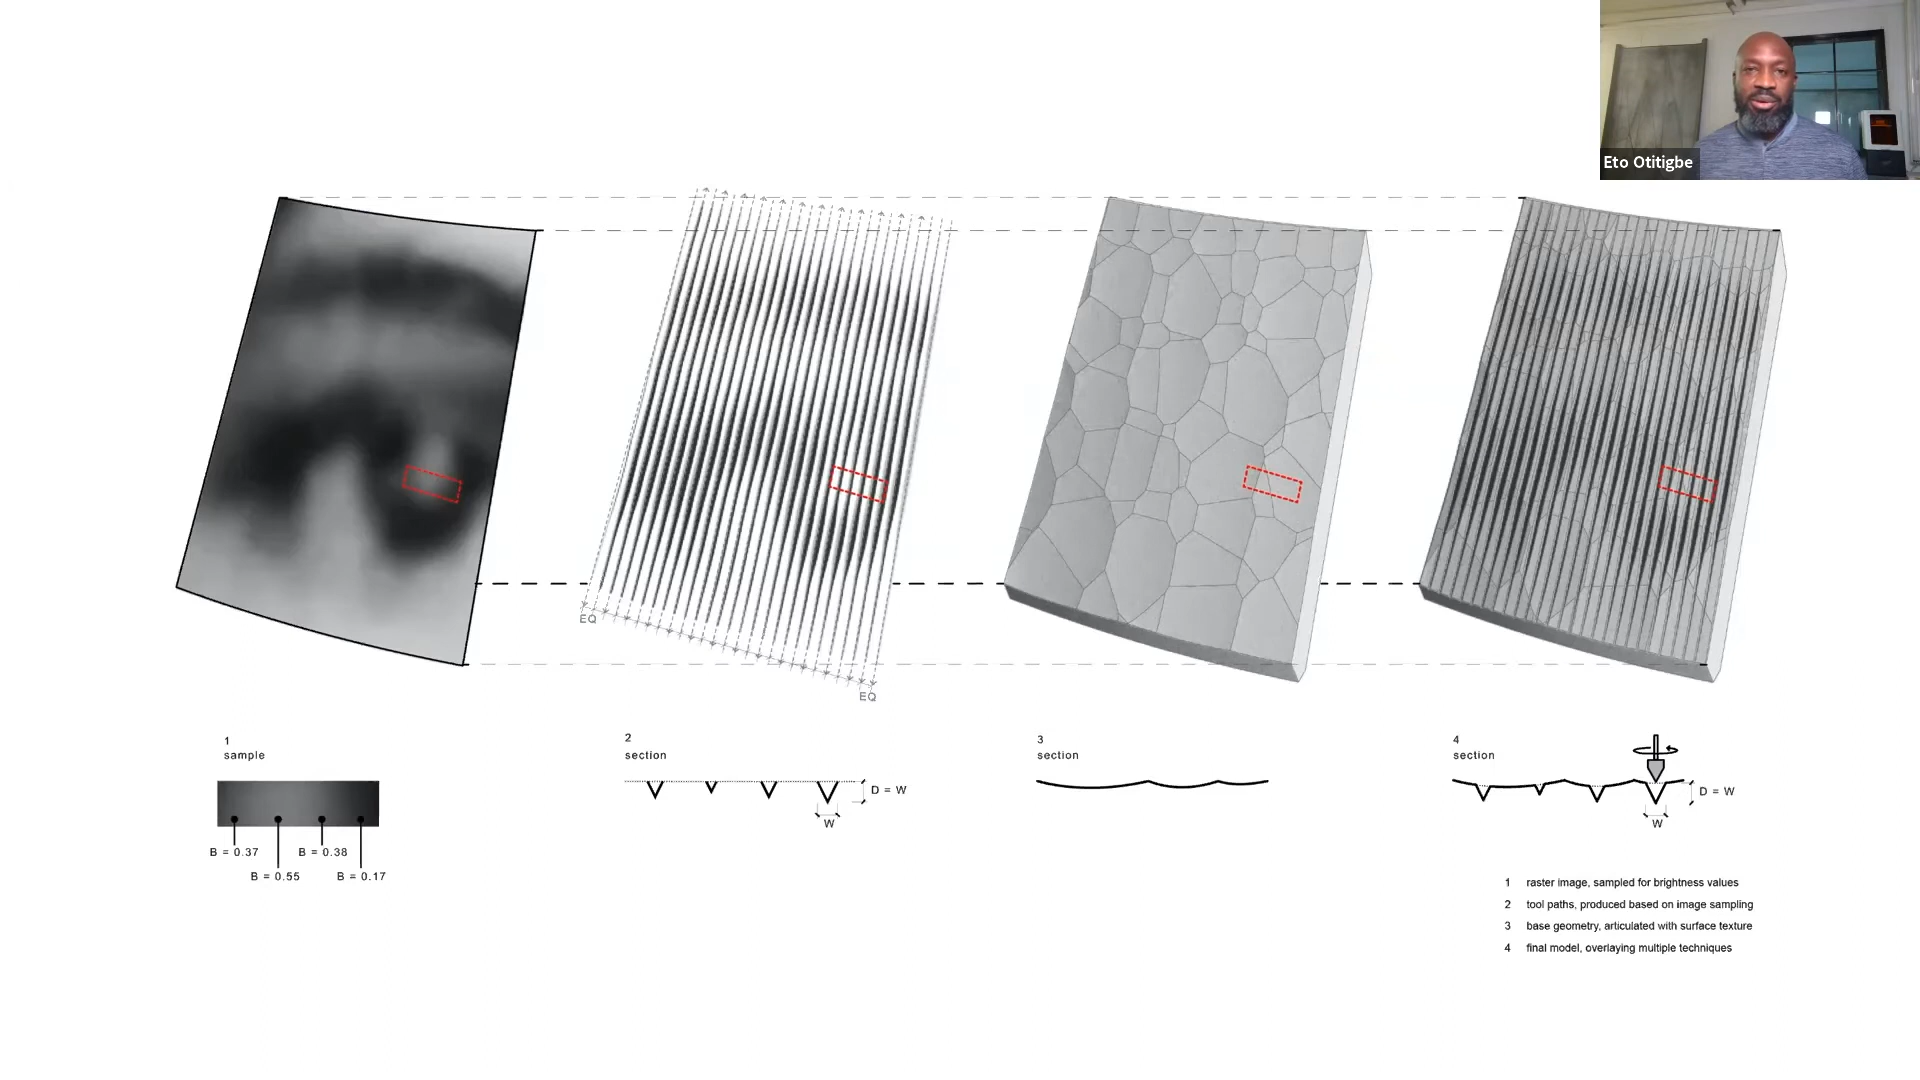 Eto Otitigbe
EQ
EQ
1
sample
B = 0.37
B = 0.38
B = 0.55
B = 0.17
2
section
D = W
W
3
section
4
section
D = W
W
1 raster image, sampled for brightness values
2 tool paths, produced based on image sampling
3 base geometry, articulated with surface texture
4 final model, overlaying multiple techniques